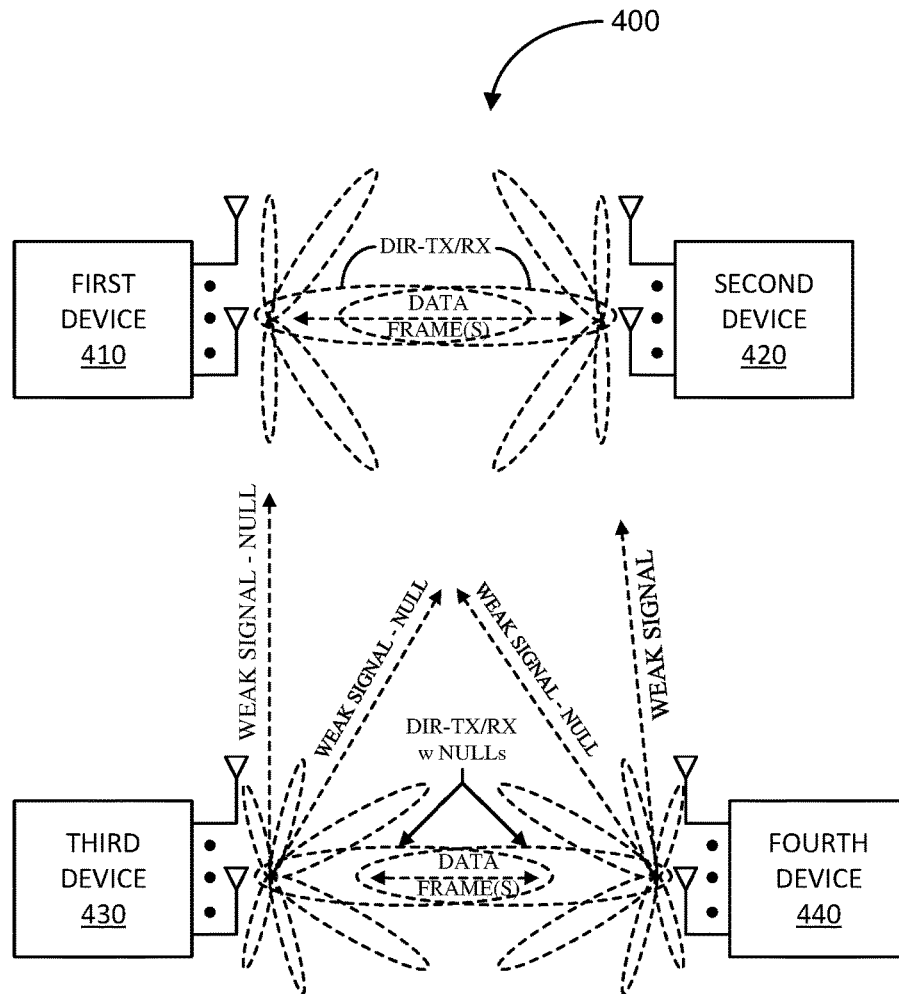 400
DIR-TX/RX
FIRST
DEVICE
410
DATA
FRAME(S)
SECOND
DEVICE
420
WEAK SIGNAL - NULL
WEAK SIGNAL - NULL
WEAK SIGNAL - NULL
WEAK SIGNAL
DIR-TX/RX
w NULLs
THIRD
DEVICE
430
DATA
FRAME(S)
FOURTH
DEVICE
440